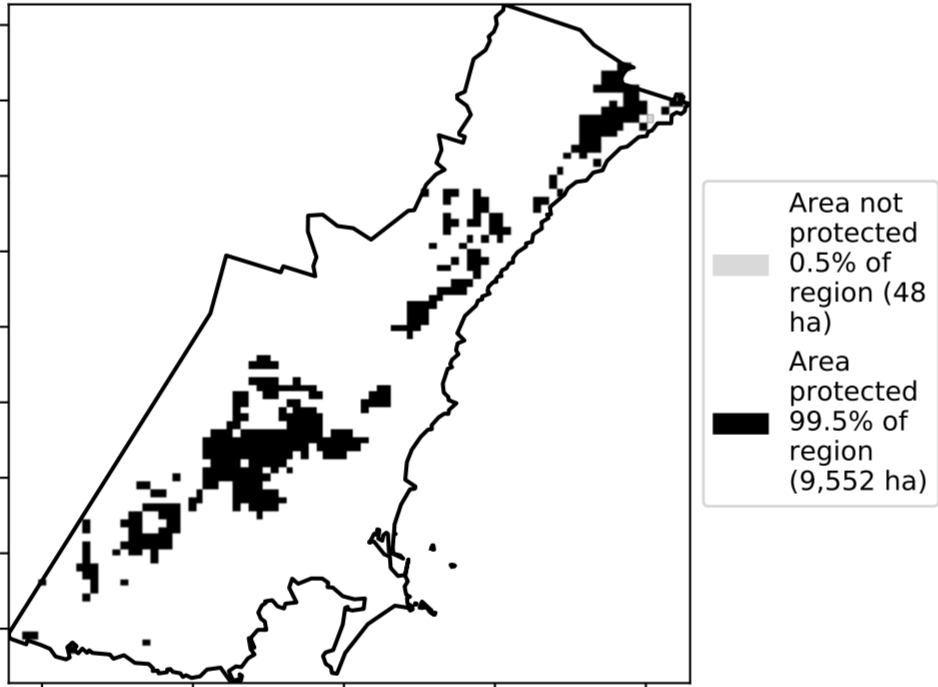 Area not
protected
0.5% of
region (48
ha)
Area
protected
99.5% of
region
(9,552 ha)